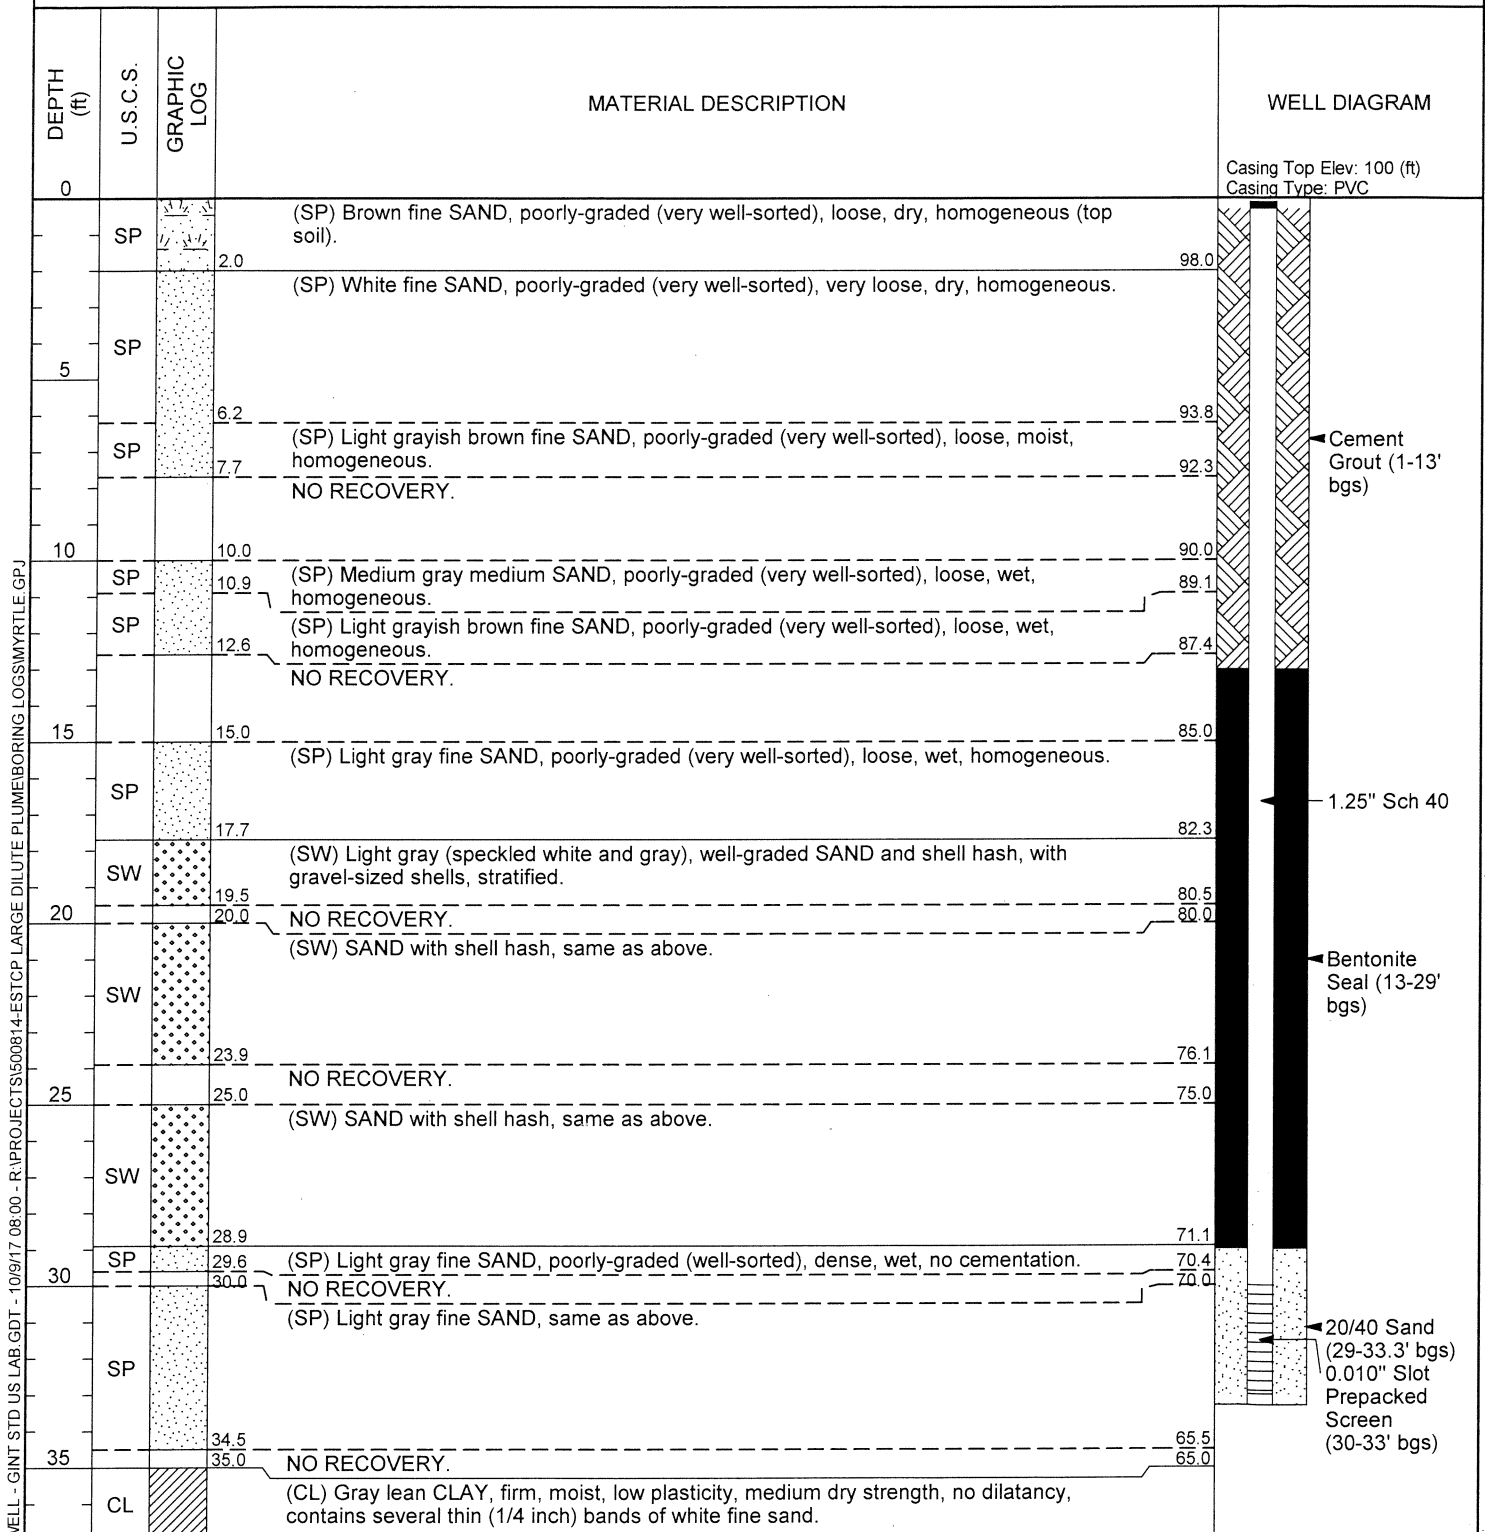 DEPTH
(ft)
U.S.C.S.
GRAPHIC
LOG
MATERIAL DESCRIPTION
WELL DIAGRAM
Casing Top Elev: 100 (ft)
Casing Type: PVC
0
SP
(SP) Brown fine SAND, poorly-graded (very well-sorted), loose, dry, homogeneous (top
soil).
2.0
98.0
(SP) White fine SAND, poorly-graded (very well-sorted), very loose, dry, homogeneous.
SP
5
6.2
93.8
SP
(SP) Light grayish brown fine SAND, poorly-graded (very well-sorted), loose, moist,
homogeneous.
7.7
92.3
Cement
Grout (1-13'
bgs)
NO RECOVERY.
10
10.0
90.0
SP
(SP) Medium gray medium SAND, poorly-graded (very well-sorted), loose, wet,
homogeneous.
10.9
89.1
SP
(SP) Light grayish brown fine SAND, poorly-graded (very well-sorted), loose, wet,
homogeneous.
12.6
87.4
NO RECOVERY.
15
15.0
85.0
(SP) Light gray fine SAND, poorly-graded (very well-sorted), loose, wet, homogeneous.
SP
1.25" Sch 40
17.7
82.3
SW
(SW) Light gray (speckled white and gray), well-graded SAND and shell hash, with
gravel-sized shells, stratified.
19.5
80.5
20
NO RECOVERY.
20.0
80.0
(SW) SAND with shell hash, same as above.
Bentonite
Seal (13-29'
bgs)
SW
23.9
76.1
NO RECOVERY.
25
25.0
75.0
(SW) SAND with shell hash, same as above.
SW
28.9
71.1
SP
29.6
(SP) Light gray fine SAND, poorly-graded (well-sorted), dense, wet, no cementation.
70.4
30
30.0
NO RECOVERY.
70.0
(SP) Light gray fine SAND, same as above.
20/40 Sand
(29-33.3' bgs)
0.010" Slot
Prepacked
Screen
(30-33' bgs)
SP
34.5
65.5
35
35.0
NO RECOVERY.
65.0
CL
(CL) Gray lean CLAY, firm, moist, low plasticity, medium dry strength, no dilatancy,
contains several thin (1/4 inch) bands of white fine sand.
WELL - GINT STD US LAB.GDT - 10/9/17 08:00 - R:\PROJECTS\500814-ESTCP LARGE DILUTE PLUME\BORING LOGS\MYRTLE.GPJ